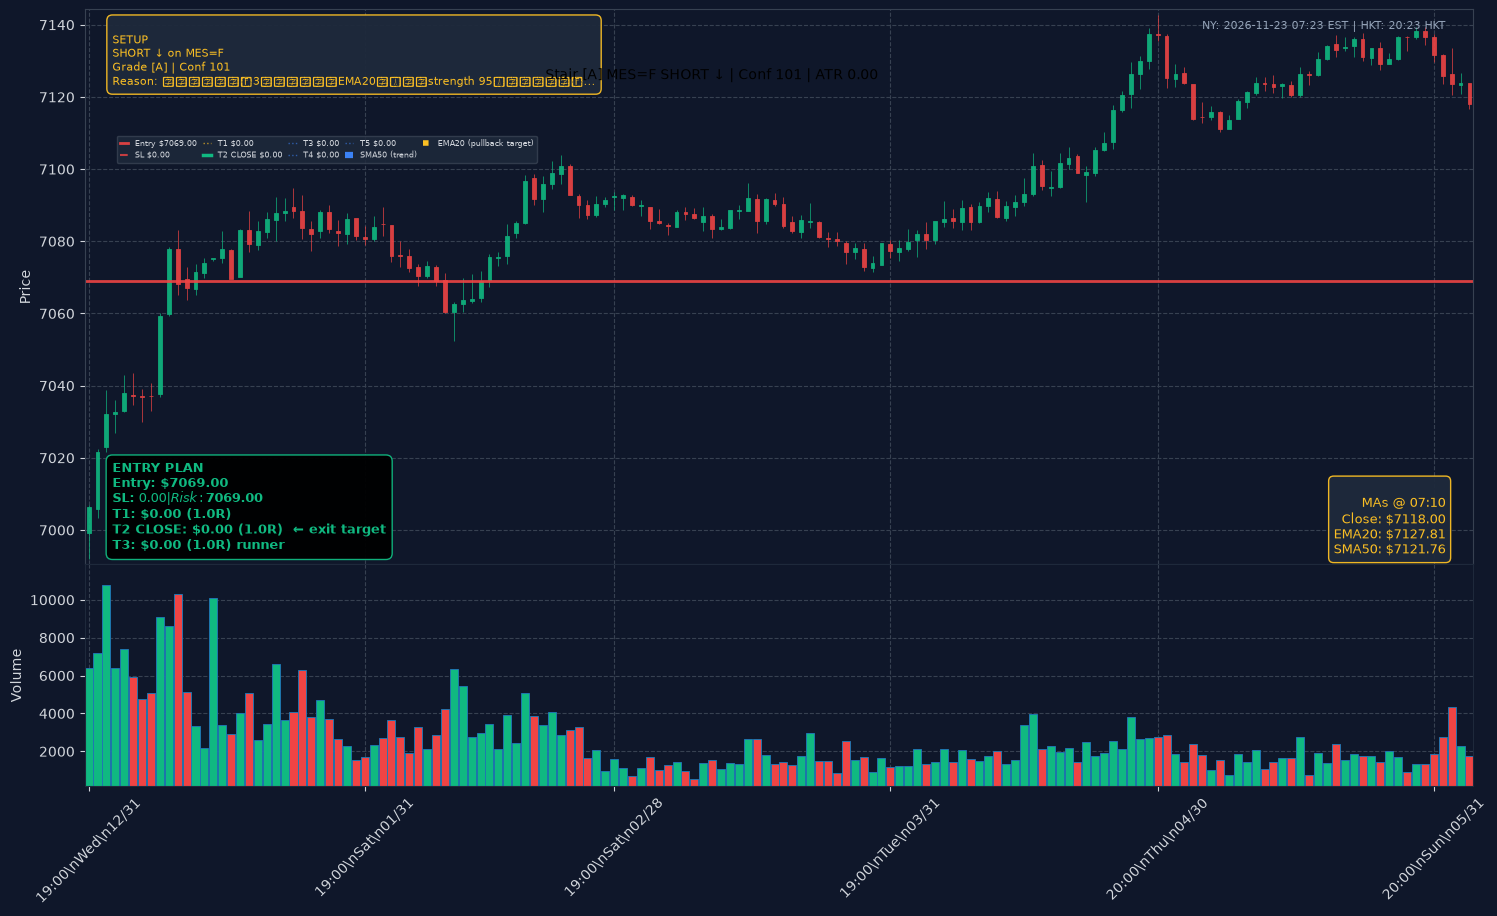 NY: 2026-11-23 07:23 EST | HKT: 20:23 HKT
SETUP
SHORT ↓ on MES=F
Grade [A] | Conf 101
Reason: 3 EMA20 strength 95 ...
Stair [A] MES=F SHORT ↓ | Conf 101 | ATR 0.00
Entry $7069.00
SL $0.00
T1 $0.00
T2 CLOSE $0.00
T3 $0.00
T4 $0.00
T5 $0.00
SMA50 (trend)
EMA20 (pullback target)
Price
7140
7120
7100
7080
7060
7040
7020
7000
ENTRY PLAN
Entry: $7069.00
SL: 0.00|Risk:7069.00
T1: $0.00 (1.0R)
T2 CLOSE: $0.00 (1.0R) ← exit target
T3: $0.00 (1.0R) runner
MAs @ 07:10
Close: $7118.00
EMA20: $7127.81
SMA50: $7121.76
Volume
10000
8000
6000
4000
2000
19:00\nWed\n12/31
19:00\nSat\n01/31
19:00\nSat\n02/28
19:00\nTue\n03/31
20:00\nThu\n04/30
20:00\nSun\n05/31